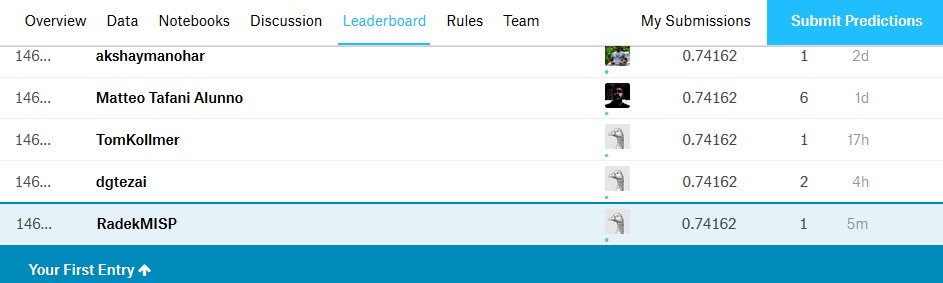 Overview Data Notebooks Discussion Leaderboard Rules Team My Submissions Submit Predictions
146... akshaymanohar 0.74162 1 2d
146... Matteo Tafani Alunno 0.74162 6 1d
146... TomKollmer 0.74162 1 17h
146... dgtezai 0.74162 2 4h
146... RadekMISP 0.74162 1 5m
Your First Entry ↑